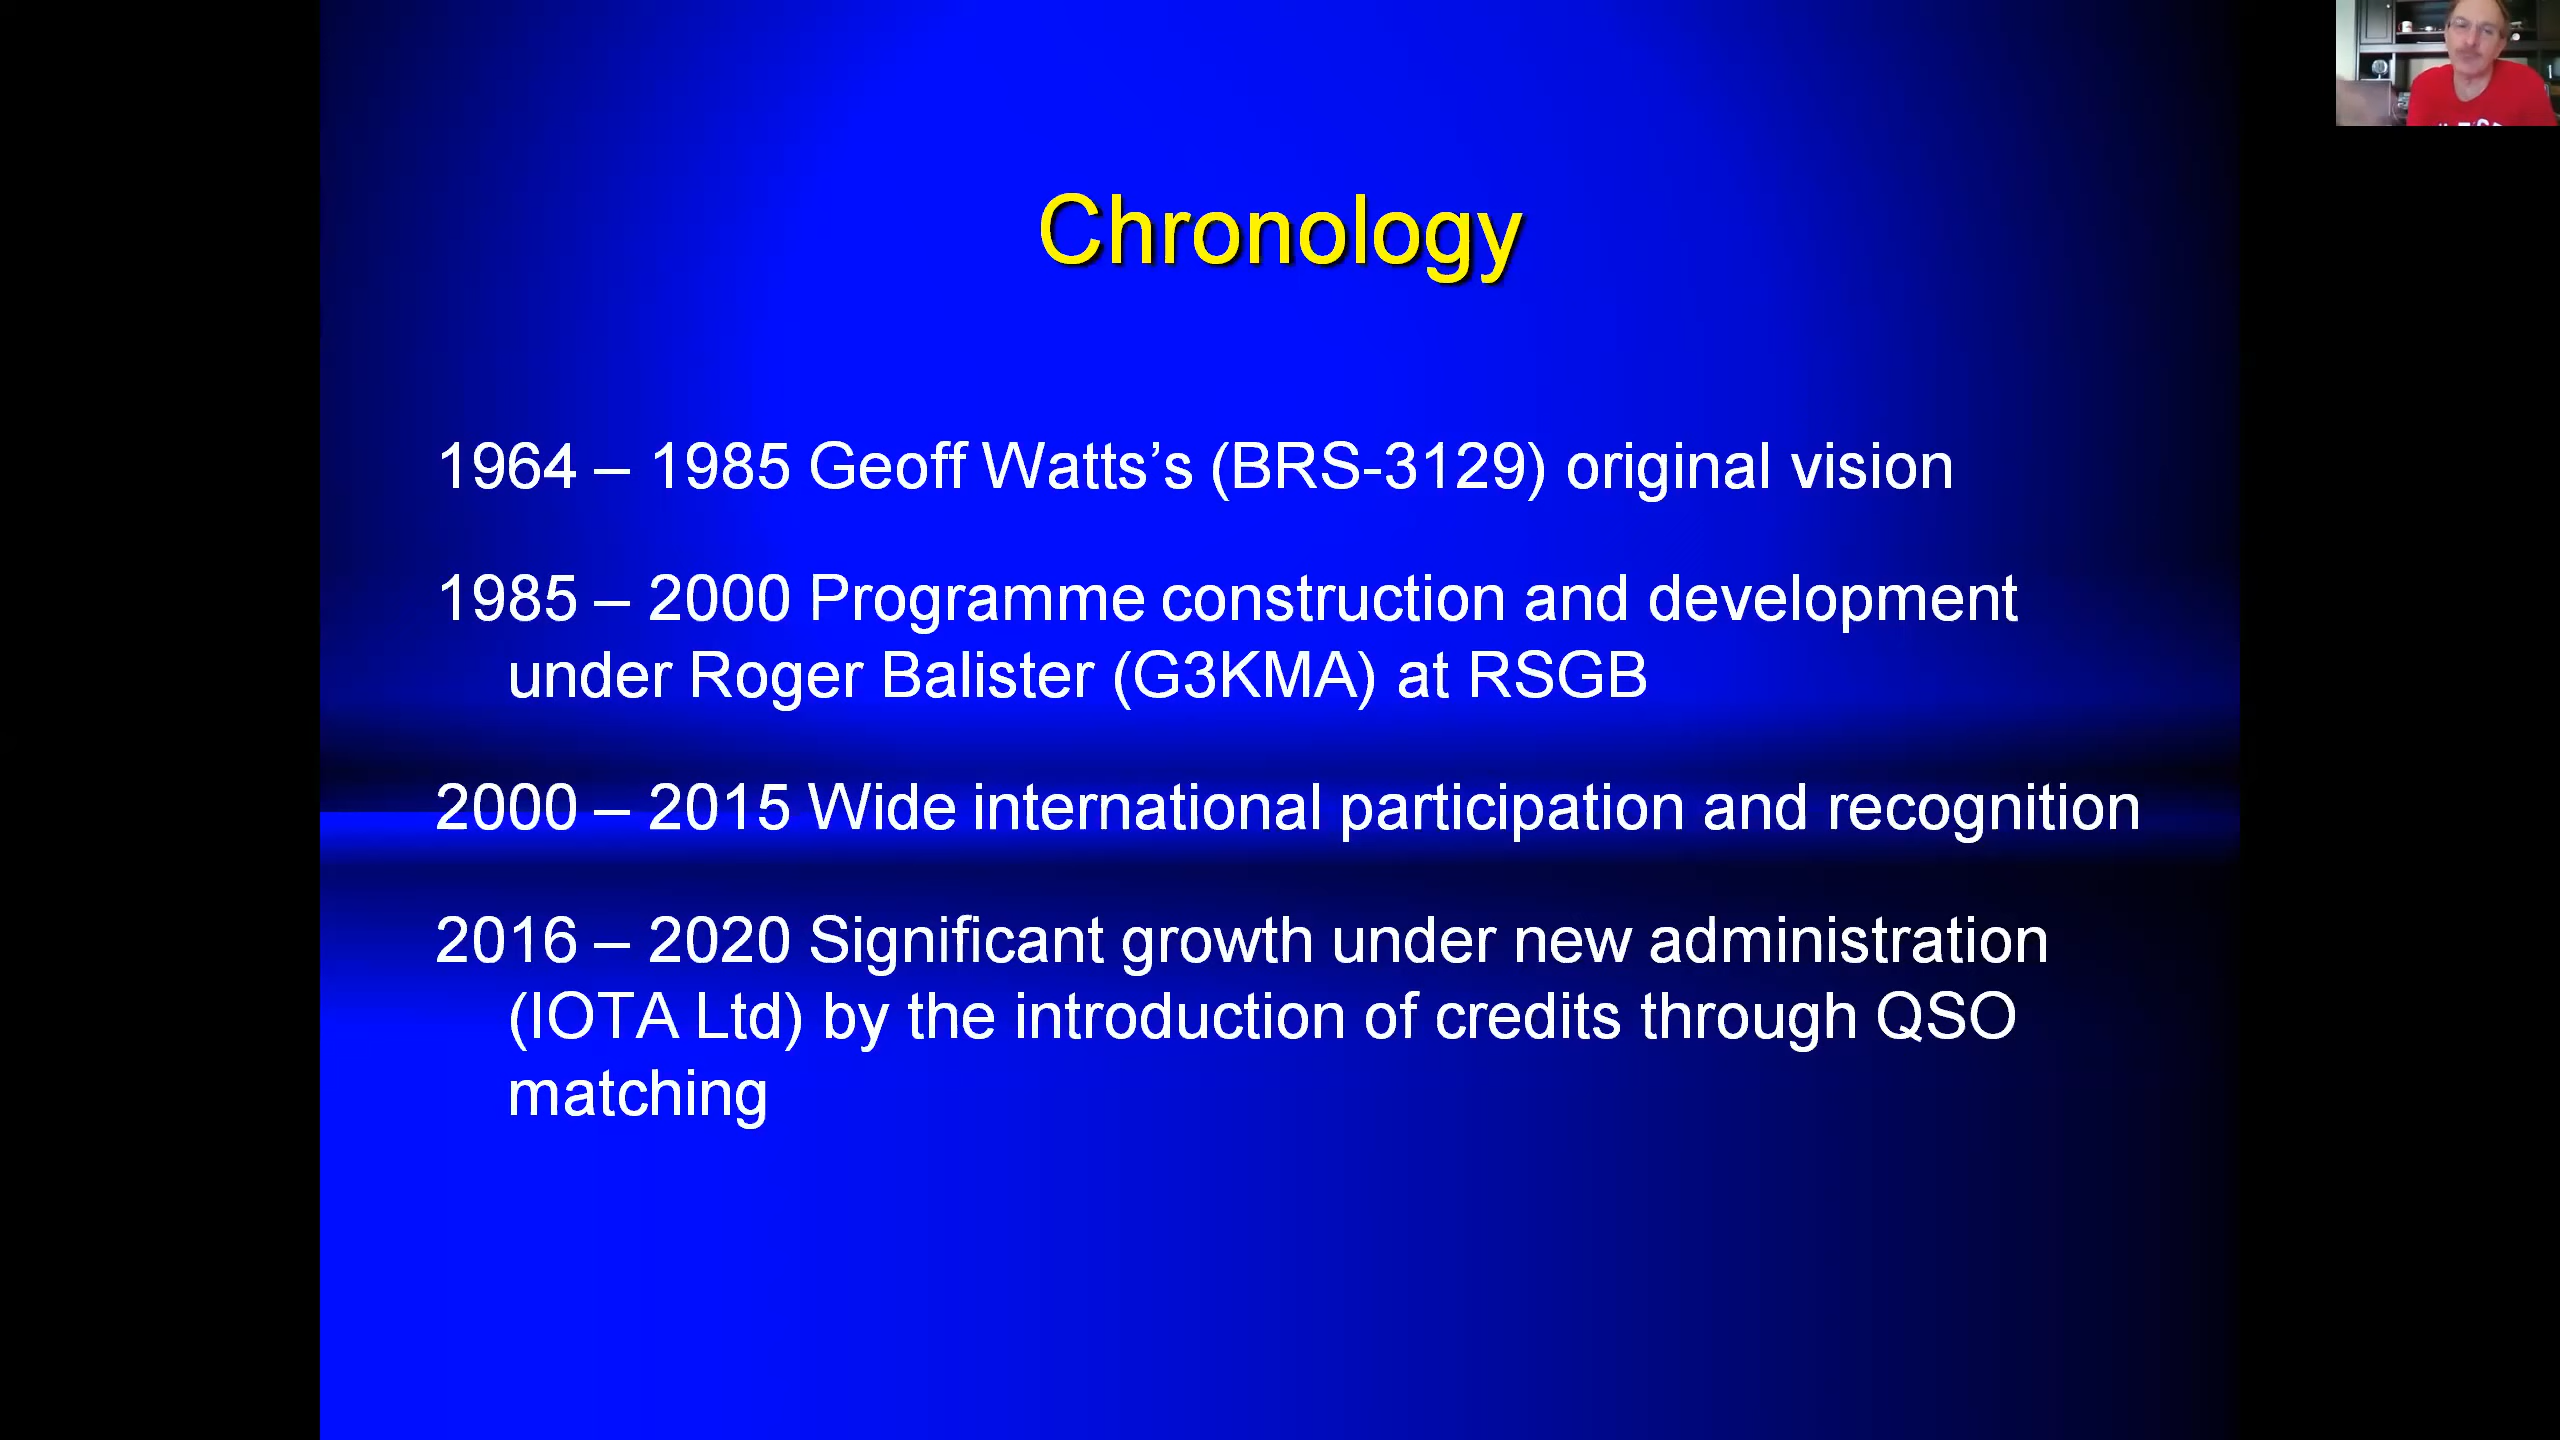 Chronology
1964 – 1985 Geoff Watts’s (BRS-3129) original vision
1985 – 2000 Programme construction and development
under Roger Balister (G3KMA) at RSGB
2000 – 2015 Wide international participation and recognition
2016 – 2020 Significant growth under new administration
(IOTA Ltd) by the introduction of credits through QSO
matching